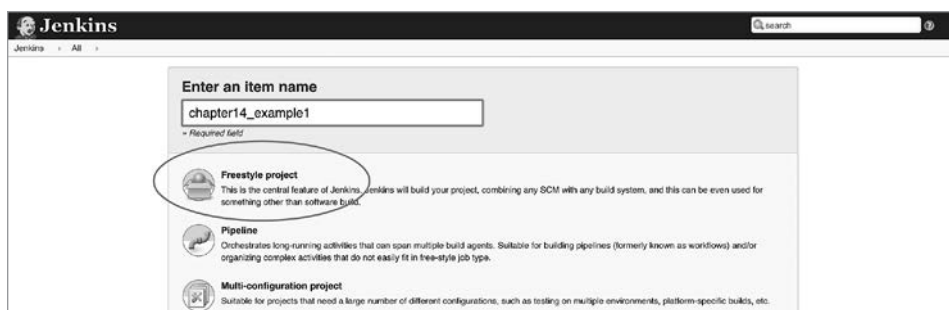 Jenkins
search
Jenkins › All ›
Enter an item name
chapter14_example1
» Required field
Freestyle project
This is the central feature of Jenkins. Jenkins will build your project, combining any SCM with any build system, and this can be even used for
something other than software build.
Pipeline
Orchestrates long-running activities that can span multiple build agents. Suitable for building pipelines (formerly known as workflows) and/or
organizing complex activities that do not easily fit in free-style job type.
Multi-configuration project
Suitable for projects that need a large number of different configurations, such as testing on multiple environments, platform-specific builds, etc.